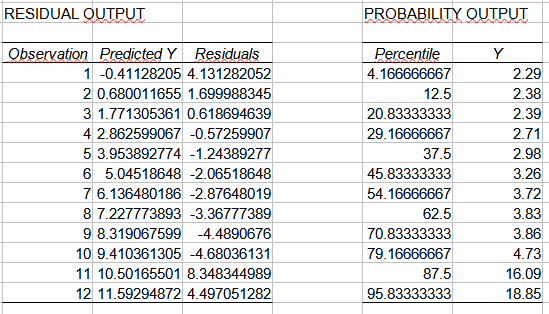 RESIDUAL OUTPUT PROBABILITY OUTPUT
Observation Predicted Y Residuals Percentile Y
1 -0.41128205 4.131282052 4.166666667 2.29
2 0.680011655 1.699988345 12.5 2.38
3 1.771305361 0.618694639 20.83333333 2.39
4 2.862599067 -0.57259907 29.16666667 2.71
5 3.953892774 -1.24389277 37.5 2.98
6 5.04518648 -2.06518648 45.83333333 3.26
7 6.136480186 -2.87648019 54.16666667 3.72
8 7.227773893 -3.36777389 62.5 3.83
9 8.319067599 -4.4890676 70.83333333 3.86
10 9.410361305 -4.68036131 79.16666667 4.73
11 10.50165501 8.348344989 87.5 16.09
12 11.59294872 4.497051282 95.83333333 18.85